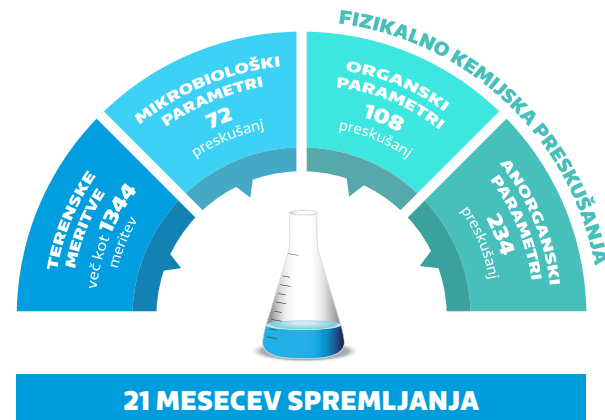 FIZIKALNO KEMIJSKA PRESKUŠANJA
TERENSKE
MERITVE
več kot 1344
meritev
MIKROBIOLOŠKI
PARAMETRI
72
preskušanj
ORGANSKI
PARAMETRI
108
preskušanj
ANORGANSKI
PARAMETRI
234
preskušanj
21 MESECEV SPREMLJANJA